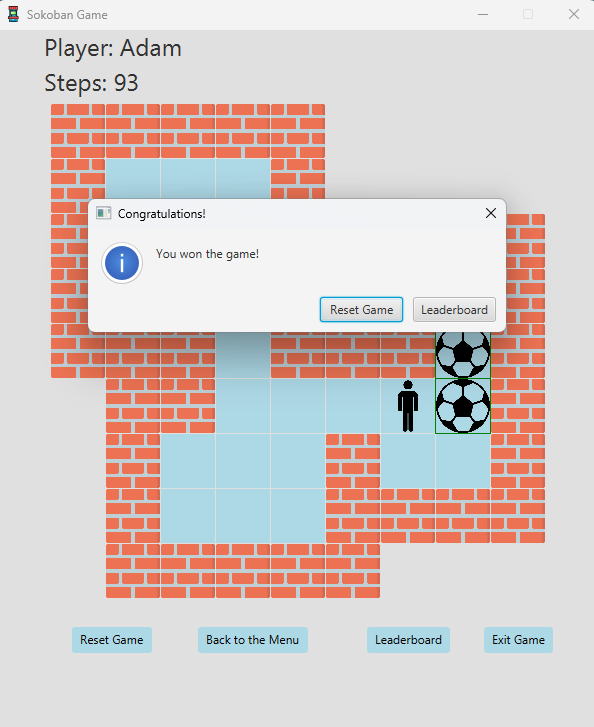 Sokoban Game
Player: Adam
Steps: 93
Congratulations!
You won the game!
Reset Game
Leaderboard
Reset Game
Back to the Menu
Leaderboard
Exit Game